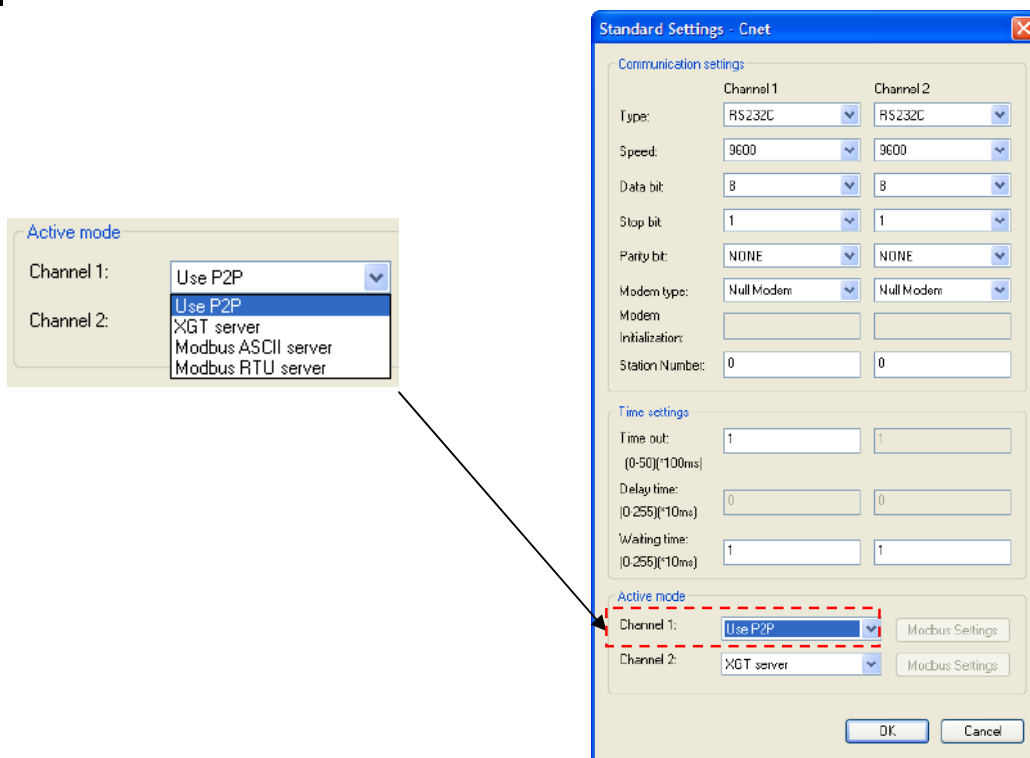 Active mode
Channel 1:
Use P2P
Use P2P
XGT server
Modbus ASCII server
Modbus RTU server
Channel 2:
Standard Settings - Cnet
Communication settings
Channel 1 Channel 2
Type: RS232C RS232C
Speed: 9600 9600
Data bit: 8 8
Stop bit 1 1
Parity bit: NONE NONE
Modem type: Null Modem Null Modem
Modem
Initialization:
Station Number: 0 0
Time settings
Time out: 1 1
(0-50)(*100ms)
Delay time: 0 0
(0-255)(*10ms)
Waiting time: 1 1
(0-255)(*10ms)
Active mode
Channel 1: Use P2P Modbus Settings
Channel 2: XGT server Modbus Settings
OK Cancel